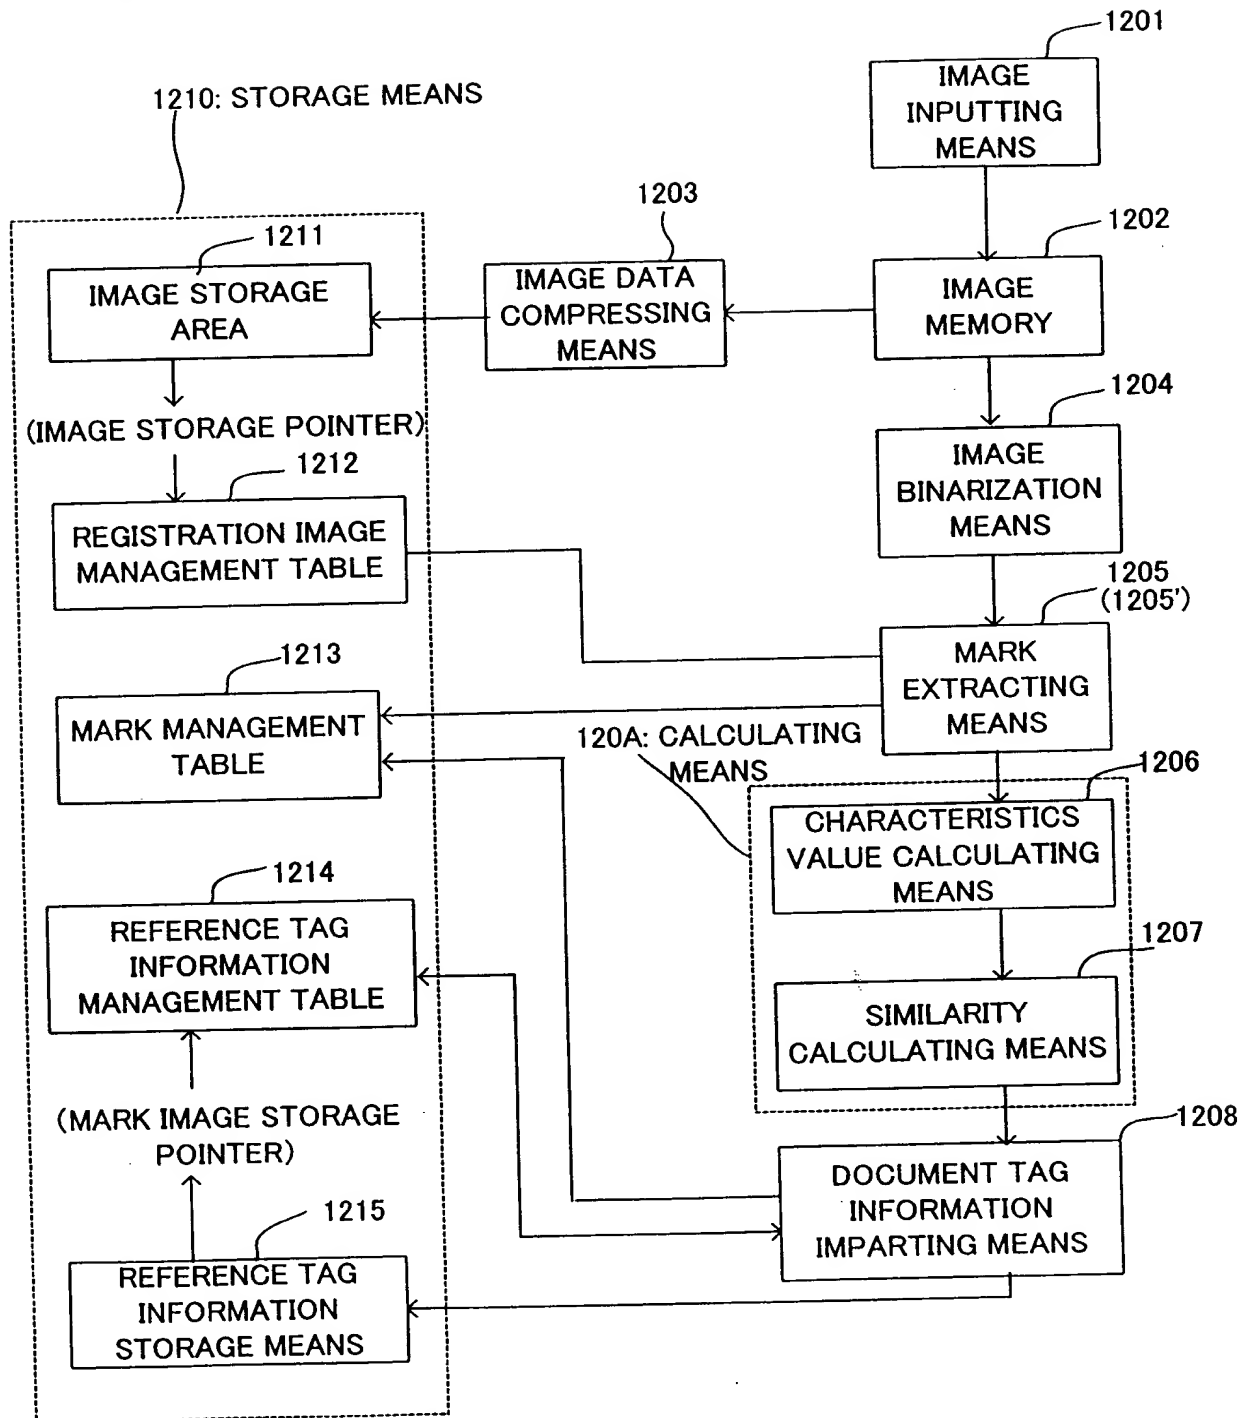 1201
IMAGE
INPUTTING
MEANS
1210: STORAGE MEANS
1203
1202
1211
IMAGE STORAGE
AREA
IMAGE DATA
COMPRESSING
MEANS
IMAGE
MEMORY
1204
(IMAGE STORAGE POINTER)
1212
IMAGE
BINARIZATION
MEANS
REGISTRATION IMAGE
MANAGEMENT TABLE
1205
(1205')
1213
MARK
EXTRACTING
MEANS
MARK MANAGEMENT
TABLE
120A: CALCULATING
MEANS
1206
CHARACTERISTICS
VALUE CALCULATING
MEANS
1214
REFERENCE TAG
INFORMATION
MANAGEMENT TABLE
1207
SIMILARITY
CALCULATING MEANS
(MARK IMAGE STORAGE
POINTER)
1208
DOCUMENT TAG
INFORMATION
IMPARTING MEANS
1215
REFERENCE TAG
INFORMATION
STORAGE MEANS